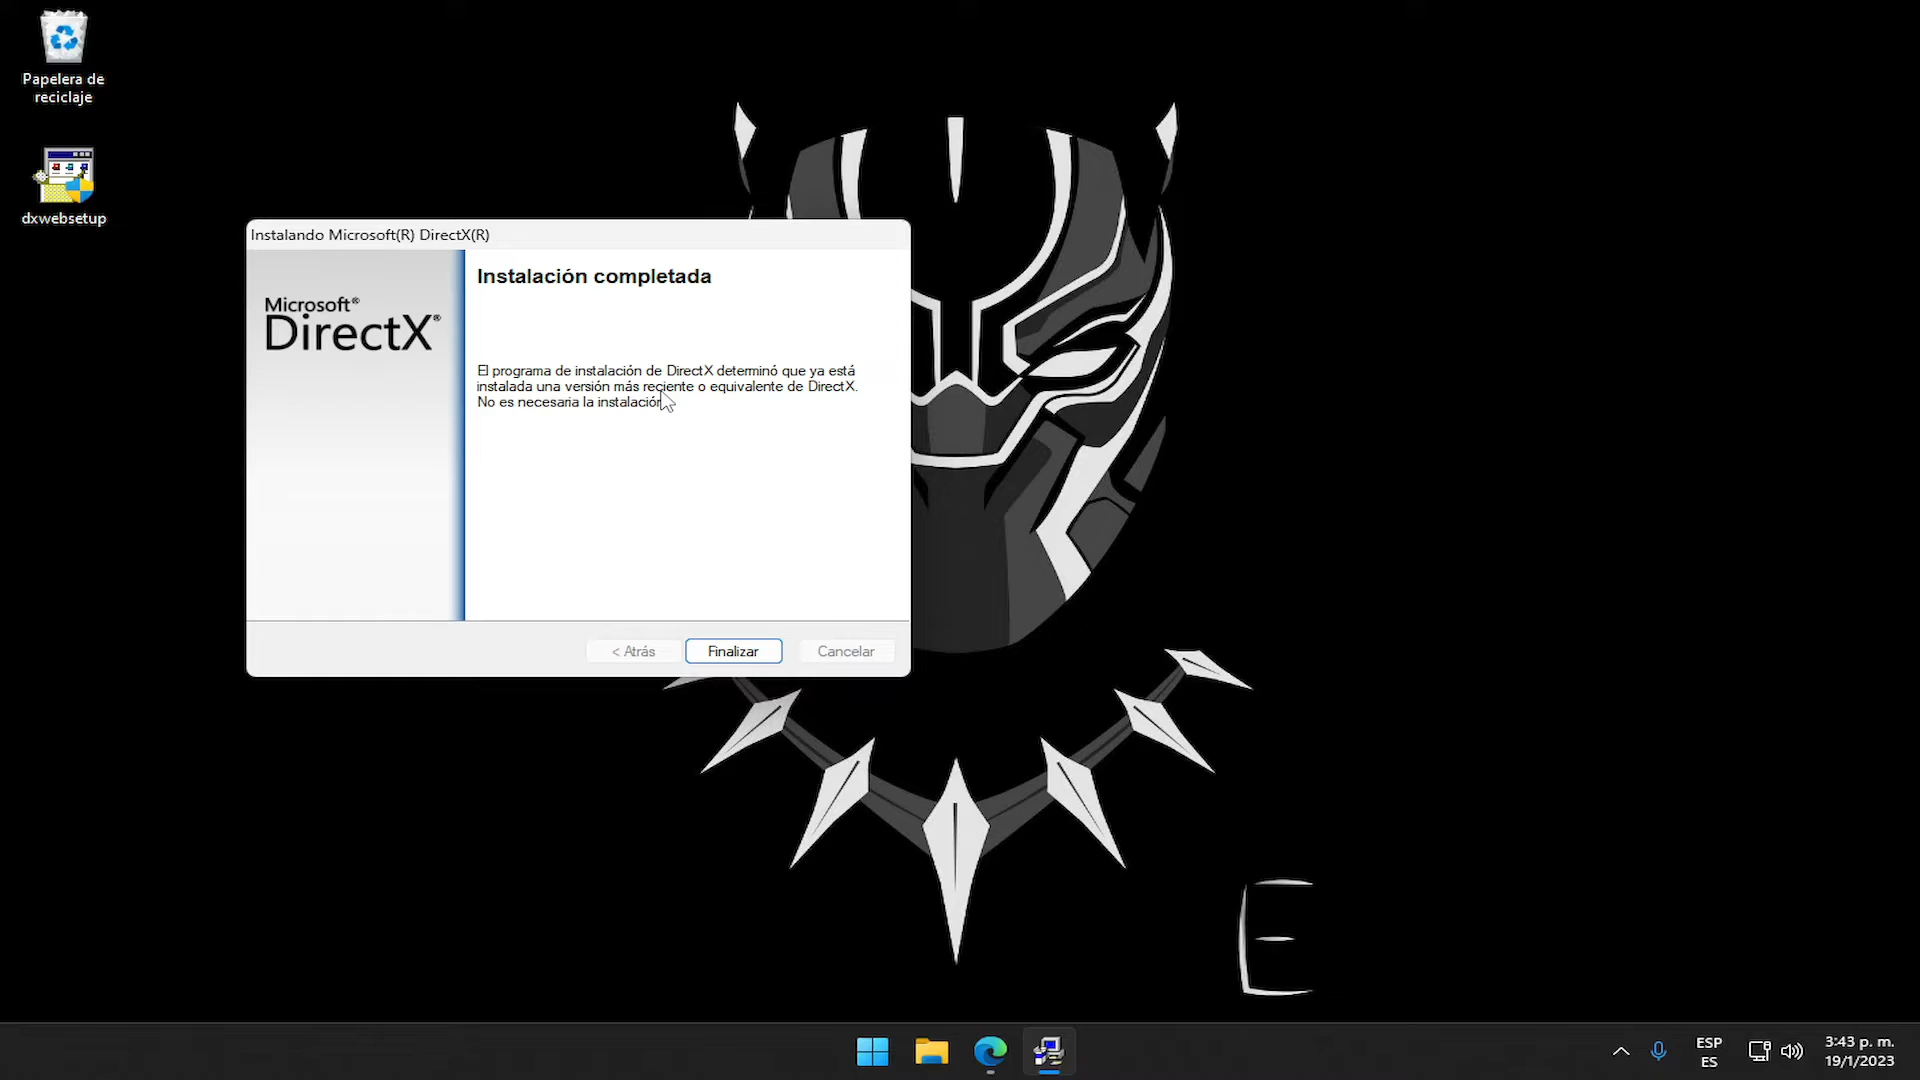 Papelera de
reciclaje
dxwebsetup
Instalando Microsoft(R) DirectX(R)
Microsoft®
DirectX®
Instalación completada
El programa de instalación de DirectX determinó que ya está
instalada una versión más reciente o equivalente de DirectX.
No es necesaria la instalación
< Atrás
Finalizar
Cancelar
E
ESP
ES
3:43 p. m.
19/1/2023